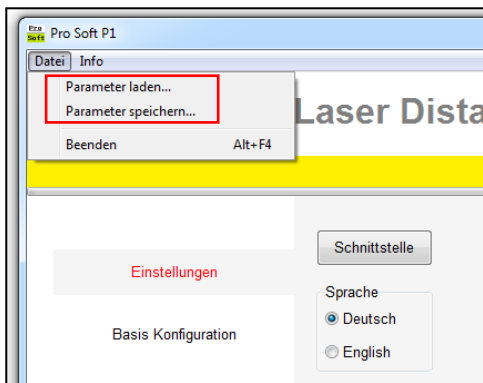 Pro Soft Pro Soft P1
Datei Info
Parameter laden...
Parameter speichern...
Beenden Alt+F4
Laser Dista
Schnittstelle
Einstellungen
Sprache
Deutsch
Basis Konfiguration
English